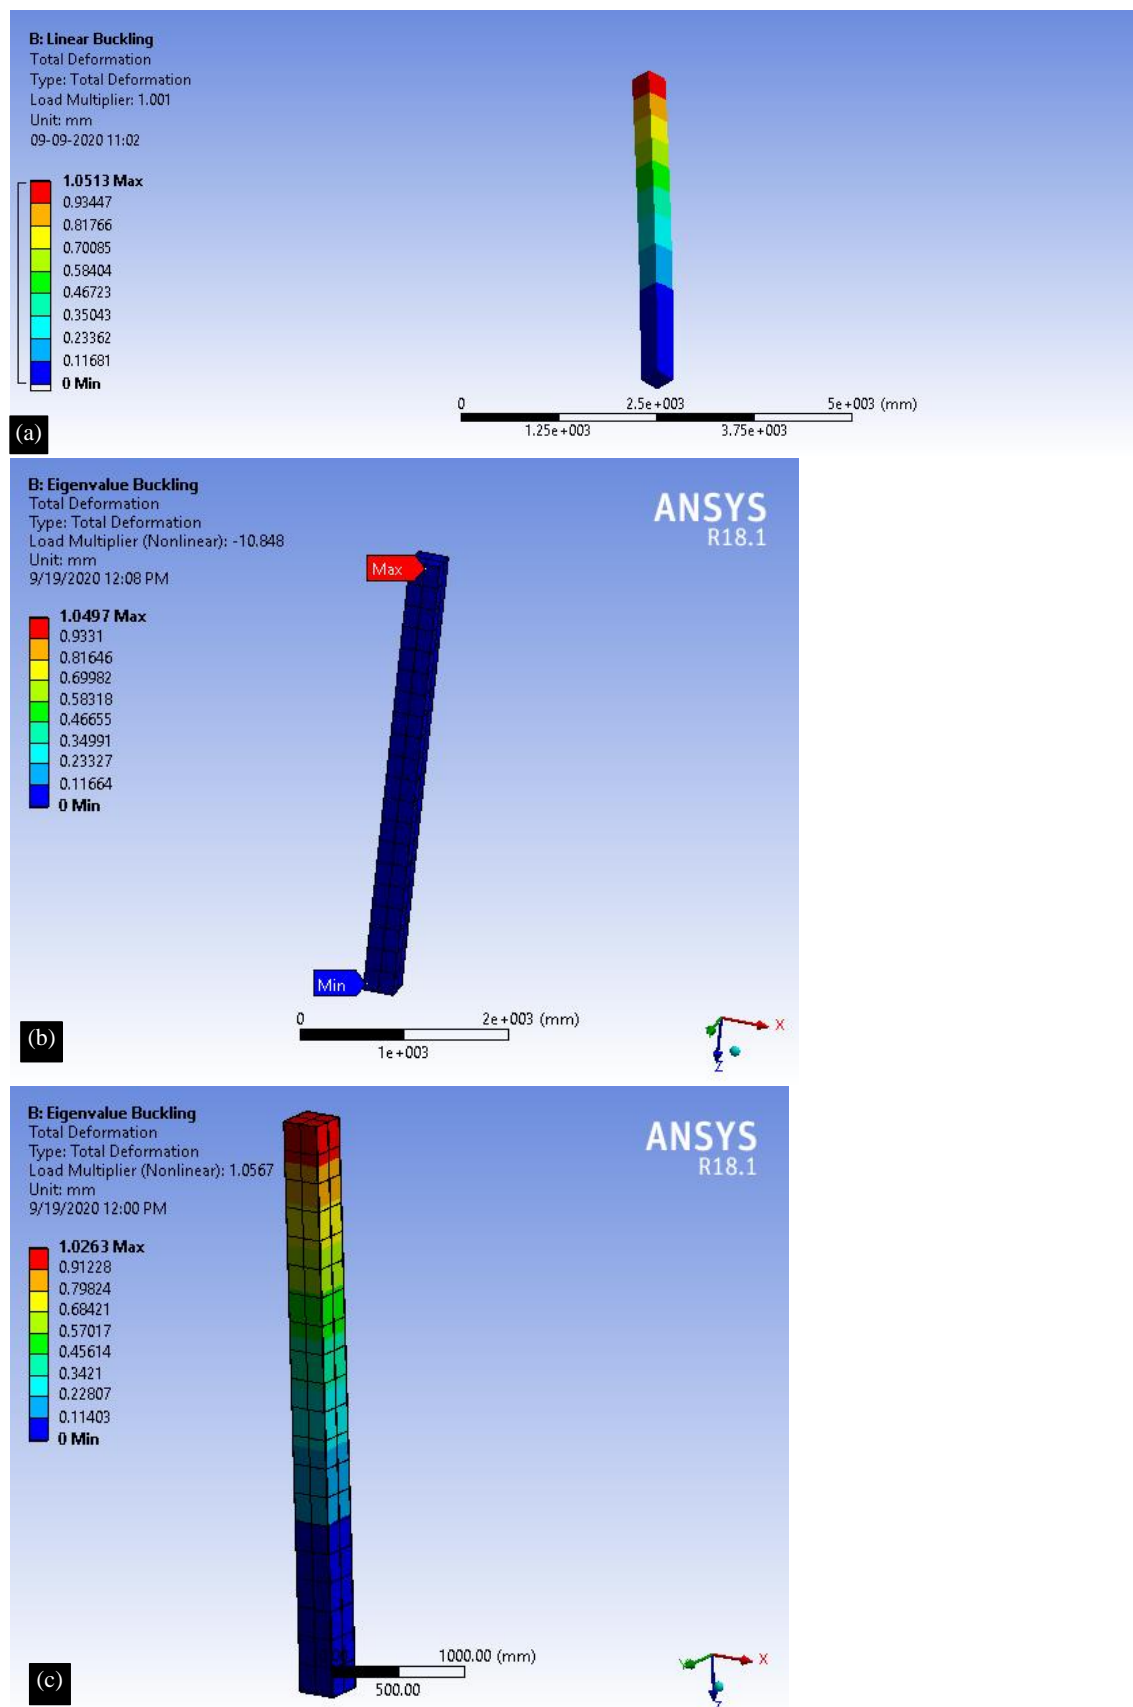 B: Linear Buckling
Total Deformation
Type: Total Deformation
Load Multiplier: 1.001
Unit: mm
09-09-2020 11:02
1.0513 Max
0.93447
0.81766
0.70085
0.58404
0.46723
0.35043
0.23362
0.11681
0 Min
0 2.5e+003 5e+003 (mm)
1.25e+003 3.75e+003
(a)
B: Eigenvalue Buckling
Total Deformation
Type: Total Deformation
Load Multiplier (Nonlinear): -10.848
Unit: mm
9/19/2020 12:08 PM
ANSYS
R18.1
1.0497 Max
0.9331
0.81646
0.69982
0.58318
0.46655
0.34991
0.23327
0.11664
0 Min
Max
Min
0 2e+003 (mm)
1e+003
X
Z
(b)
B: Eigenvalue Buckling
Total Deformation
Type: Total Deformation
Load Multiplier (Nonlinear): 1.0567
Unit: mm
9/19/2020 12:00 PM
ANSYS
R18.1
1.0263 Max
0.91228
0.79824
0.68421
0.57017
0.45614
0.3421
0.22807
0.11403
0 Min
1000.00 (mm)
500.00
Y
X
Z
(c)